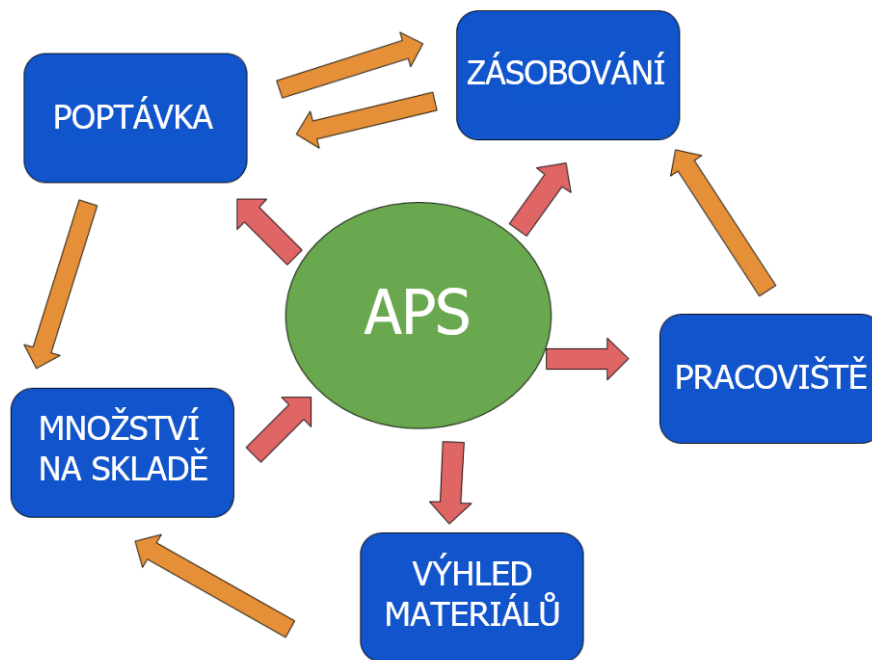 ZÁSOBOVÁNÍ
POPTÁVKA
APS
PRACOVIŠTĚ
MNOŽSTVÍ
NA SKLADĚ
VÝHLED
MATERIÁLŮ